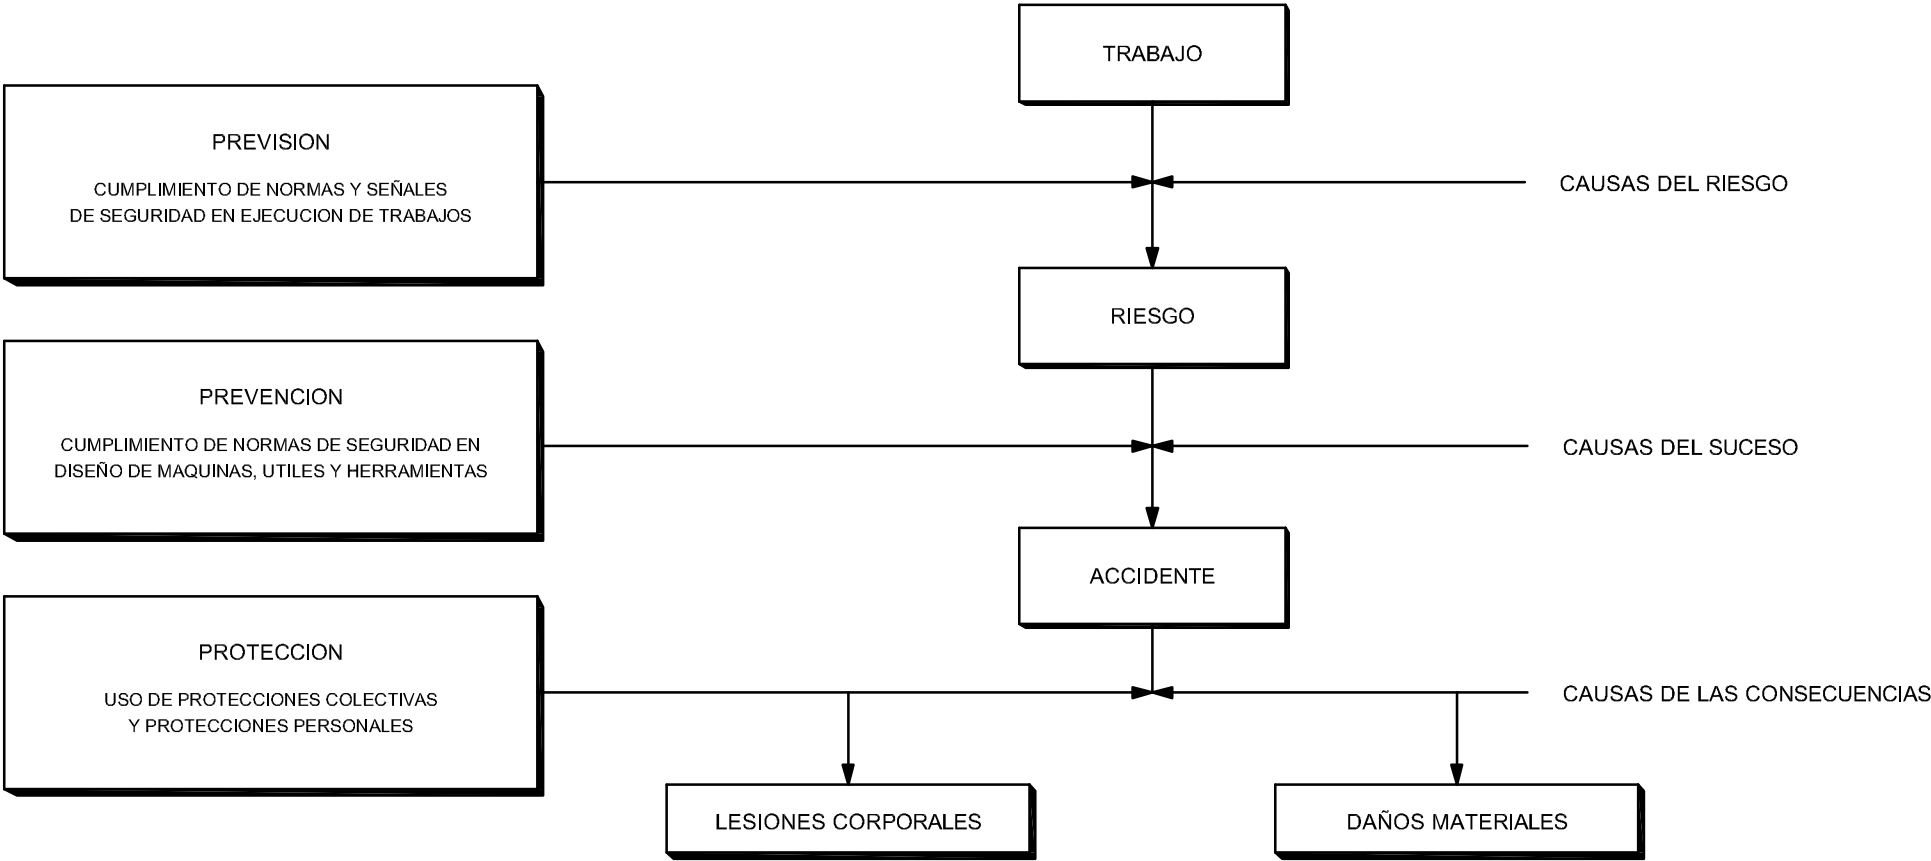 TRABAJO
PREVISION
CUMPLIMIENTO DE NORMAS Y SEÑALES
DE SEGURIDAD EN EJECUCION DE TRABAJOS
CAUSAS DEL RIESGO
RIESGO
PREVENCION
CUMPLIMIENTO DE NORMAS DE SEGURIDAD EN
DISEÑO DE MAQUINAS, UTILES Y HERRAMIENTAS
CAUSAS DEL SUCESO
ACCIDENTE
PROTECCION
USO DE PROTECCIONES COLECTIVAS
Y PROTECCIONES PERSONALES
CAUSAS DE LAS CONSECUENCIAS
LESIONES CORPORALES
DAÑOS MATERIALES